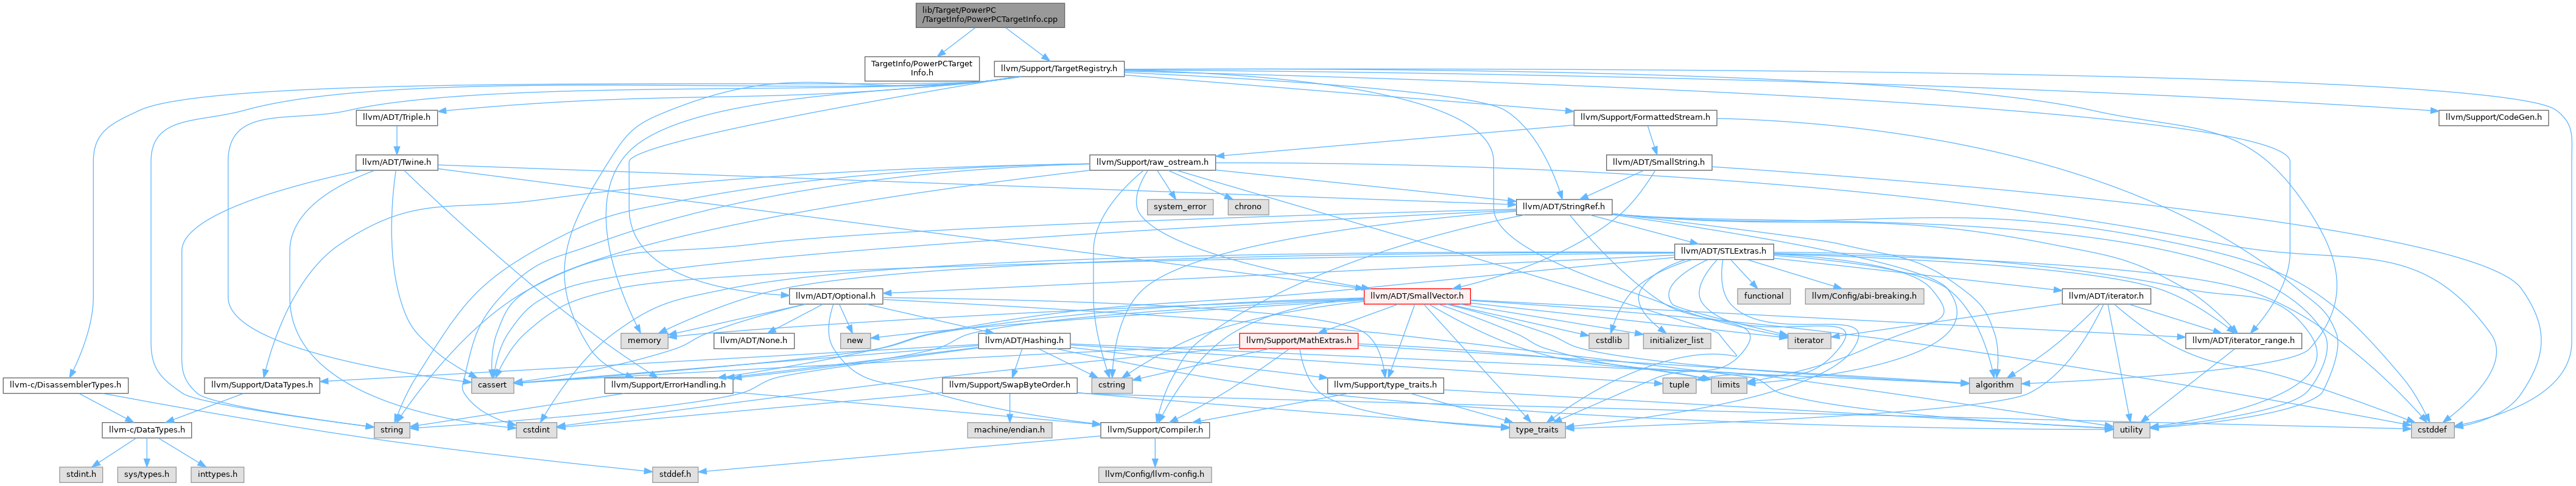 lib/Target/PowerPC
/TargetInfo/PowerPCTargetInfo.cpp
TargetInfo/PowerPCTarget
Info.h
llvm/Support/TargetRegistry.h
llvm/ADT/Triple.h
llvm/Support/FormattedStream.h
llvm/Support/CodeGen.h
llvm/ADT/Twine.h
llvm/Support/raw_ostream.h
llvm/ADT/SmallString.h
system_error
chrono
llvm/ADT/StringRef.h
llvm/ADT/STLExtras.h
llvm/ADT/Optional.h
llvm/ADT/SmallVector.h
functional
llvm/Config/abi-breaking.h
llvm/ADT/iterator.h
memory
llvm/ADT/None.h
new
llvm/ADT/Hashing.h
llvm/Support/MathExtras.h
cstdlib
initializer_list
iterator
llvm/ADT/iterator_range.h
llvm-c/DisassemblerTypes.h
llvm/Support/DataTypes.h
cassert
llvm/Support/ErrorHandling.h
llvm/Support/SwapByteOrder.h
cstring
llvm/Support/type_traits.h
tuple
limits
algorithm
llvm-c/DataTypes.h
string
cstdint
machine/endian.h
llvm/Support/Compiler.h
type_traits
utility
cstddef
stdint.h
sys/types.h
inttypes.h
stddef.h
llvm/Config/llvm-config.h